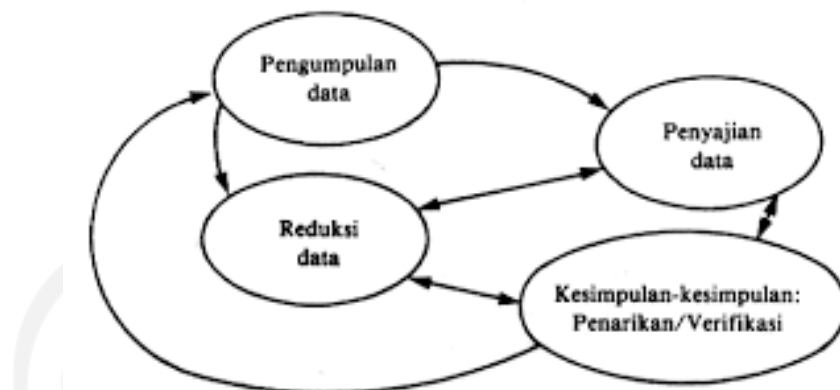 Pengumpulan
data
Penyajian
data
Reduksi
data
Kesimpulan-kesimpulan:
Penarikan/Verifikasi